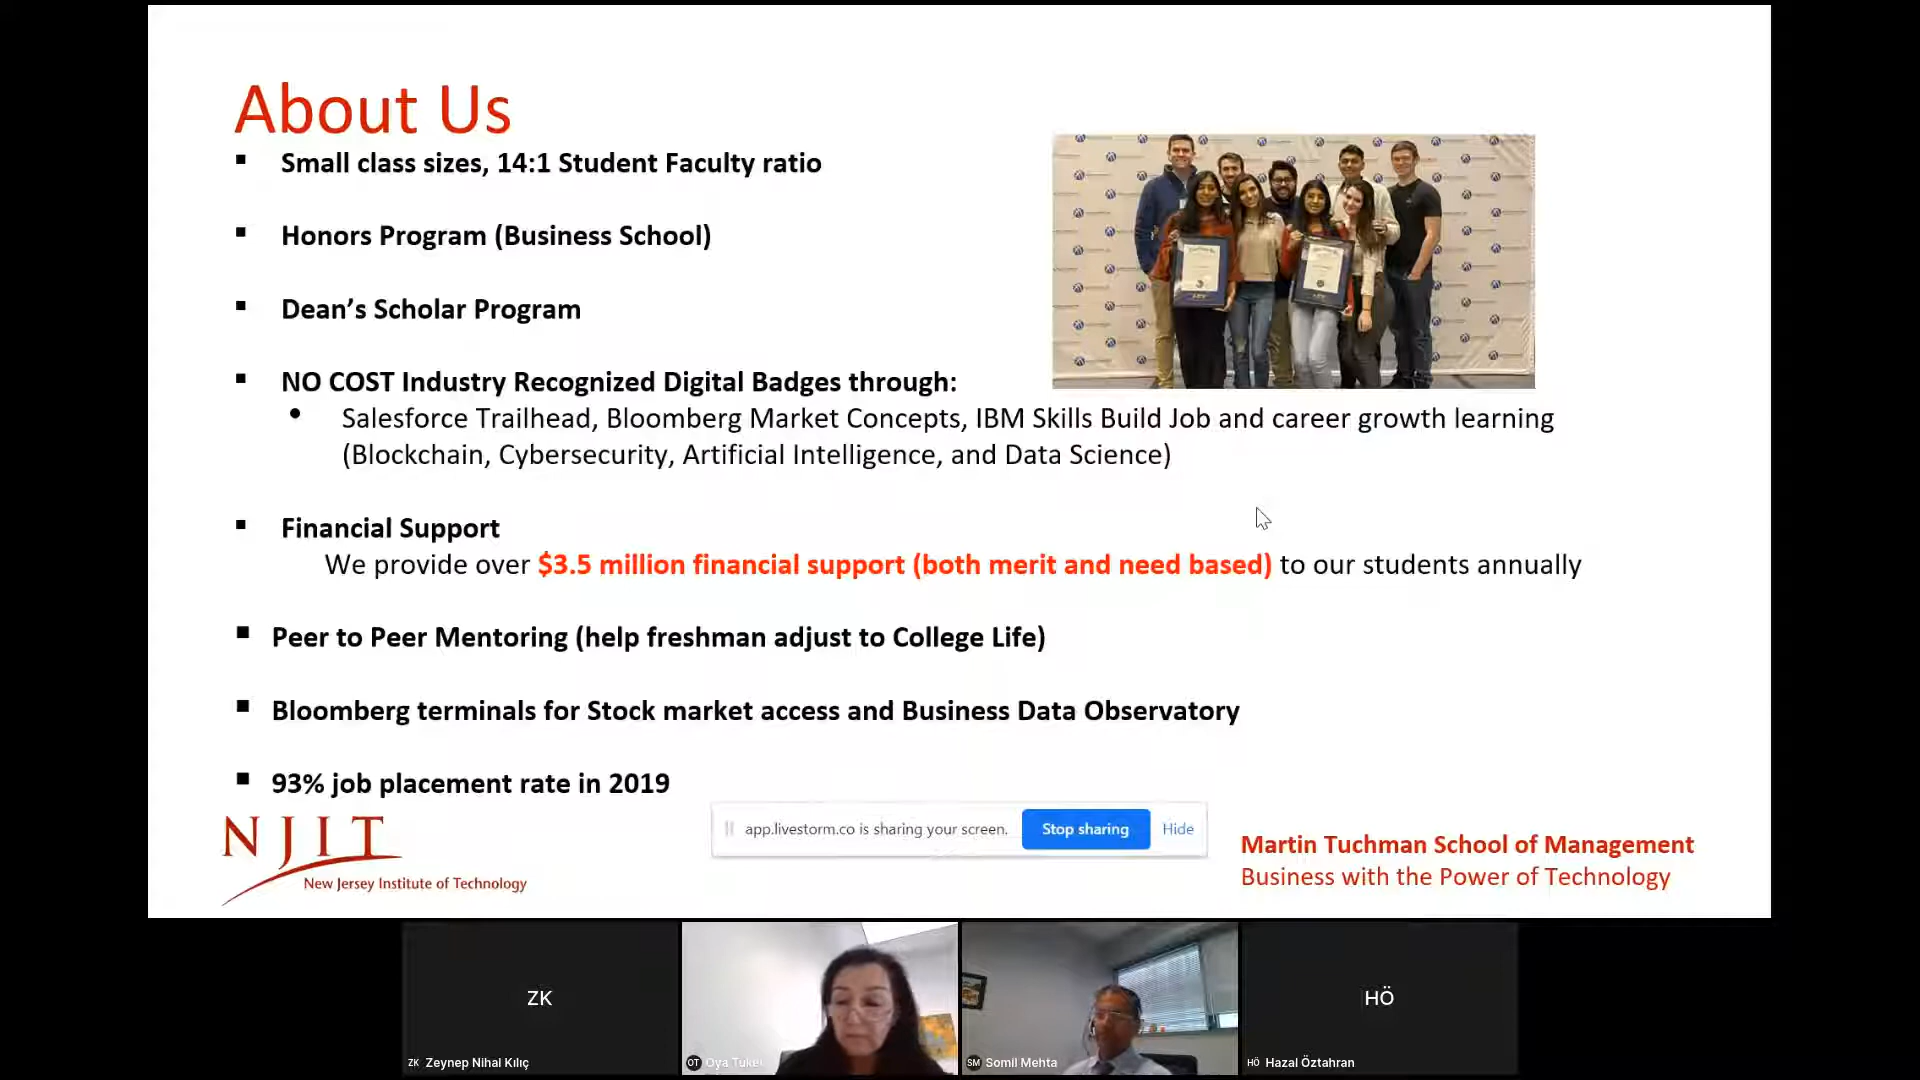 About Us
Small class sizes, 14:1 Student Faculty ratio
Honors Program (Business School)
Dean’s Scholar Program
NO COST Industry Recognized Digital Badges through:
Salesforce Trailhead, Bloomberg Market Concepts, IBM Skills Build Job and career growth learning
(Blockchain, Cybersecurity, Artificial Intelligence, and Data Science)
Financial Support
We provide over $3.5 million financial support (both merit and need based) to our students annually
Peer to Peer Mentoring (help freshman adjust to College Life)
Bloomberg terminals for Stock market access and Business Data Observatory
93% job placement rate in 2019
NJIT
New Jersey Institute of Technology
app.livestorm.co is sharing your screen.
Stop sharing
Hide
Martin Tuchman School of Management
Business with the Power of Technology
ZK
HÖ
ZK Zeynep Nihal Kılıç
OT Oya Tukel
SM Somil Mehta
HÖ Hazal Öztahran